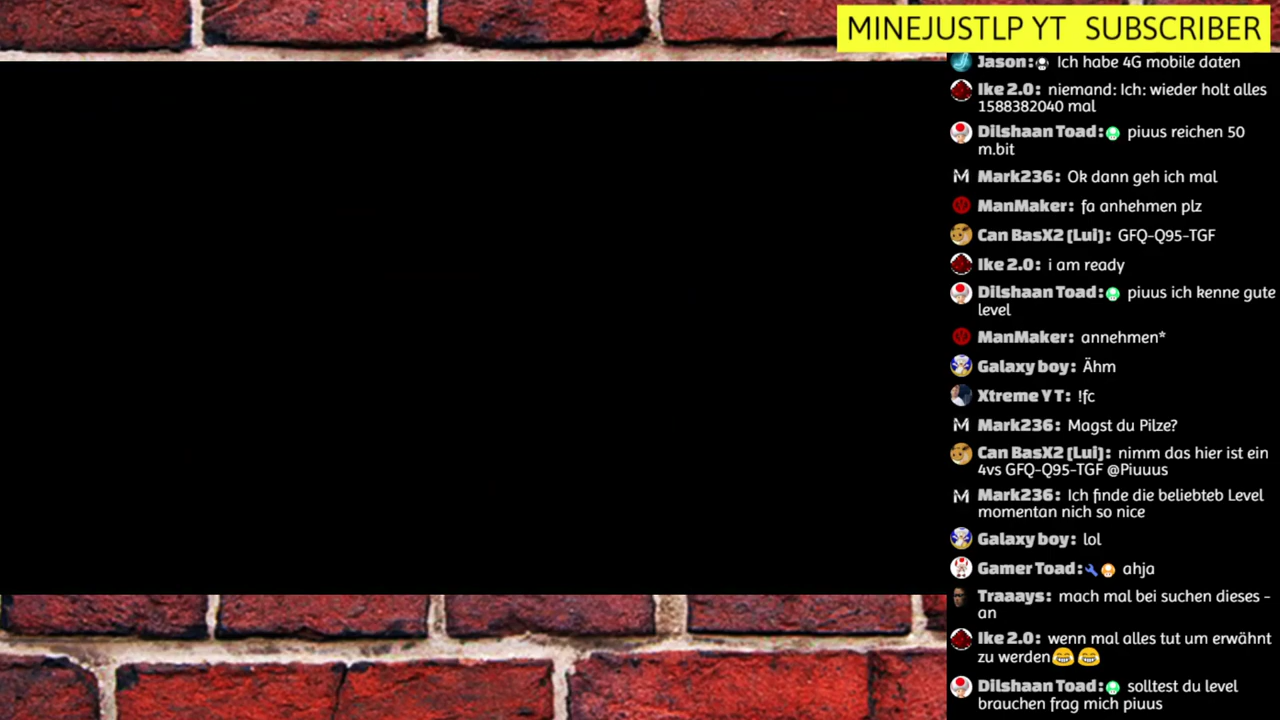 MINEJUSTLP YT SUBSCRIBER
Jason: Ich habe 4G mobile daten
Ike 2.0: niemand: Ich: wieder holt alles
1588382040 mal
Dilshaan Toad: piuus reichen 50
m.bit
Mark236: Ok dann geh ich mal
ManMaker: fa anhehmen plz
Can BasX2 [Lui]: GFQ-Q95-TGF
Ike 2.0: i am ready
Dilshaan Toad: piuus ich kenne gute
level
ManMaker: annehmen*
Galaxy boy: Ähm
Xtreme Y T: !fc
Mark236: Magst du Pilze?
Can BasX2 [Lui]: nimm das hier ist ein
4vs GFQ-Q95-TGF @Piuuus
Mark236: Ich finde die beliebteb Level
momentan nich so nice
Galaxy boy: lol
Gamer Toad: ahja
Traaays: mach mal bei suchen dieses -
an
Ike 2.0: wenn mal alles tut um erwähnt
zu werden😁 😁
Dilshaan Toad: solltest du level
brauchen frag mich piuus